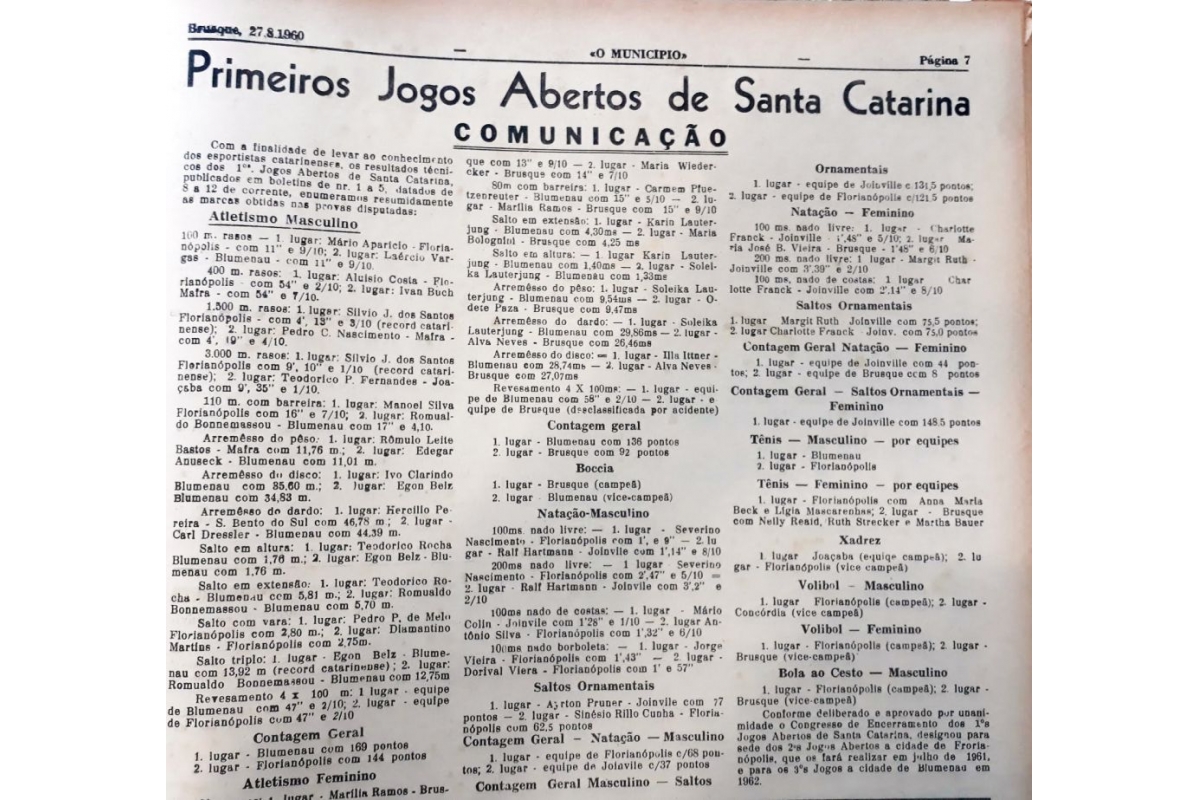 Brusque, 27.8.1960
«O MUNICIPIO»
Página 7
Primeiros Jogos Abertos de Santa Catarina
COMUNICAÇÃO
Com a finalidade de levar ao conhecimento
dos esportistas catarinenses, os resultados técni-
cos dos 1ºs. Jogos Abertos de Santa Catarina,
publicados em boletins de nr. 1 a 5, datados de
8 a 12 de corrente, enumeramos resumidamente
as marcas obtidas nas provas disputadas:
Atletismo Masculino
100 m. rasos — 1. lugar: Mário Aparicio - Floria-
nópolis - com 11" e 9/10; 2. lugar: Laércio Var-
gas - Blumenau - com 11" e 9/10.
400 m. rasos: 1. lugar: Aluisio Costa - Flo-
rianópolis - com 54" e 2/10; 2. lugar: Ivan Buch
Mafra - com 54" e 7/10.
1.500 m. rasos: 1. lugar: Silvio J. dos Santos
Florianópolis - com 4', 13" e 3/10 (record catari-
nense); 2. lugar: Pedro C. Nascimento - Mafra -
com 4', 19" e 4/10.
3.000 m. rasos: 1. lugar: Silvio J. dos Santos
Florianópolis com 9', 10" e 1/10 (record catari-
nense); 2. lugar: Teodorico P. Fernandes - Joa-
çaba com 9', 35" e 1/10.
110 m. com barreira: 1. lugar: Manoel Silva
Florianópolis com 16" e 7/10; 2. lugar: Romual-
do Bonnemassou - Blumenau com 17" e 4,10.
Arremêsso do pêso: 1. lugar: Rômulo Leite
Bastos - Mafra com 11,76 m.; 2. lugar: Edegar
Anuseck - Blumenau com 11,01 m.
Arremêsso do disco: 1. lugar: Ivo Clarindo
Blumenau com 35,60 m.; 2. lugar: Egon Belz
Blumenau com 34,83 m.
Arremêsso do dardo: 1. lugar: Hercilio Pe-
reira - S. Bento do Sul com 46,78 m; 2. lugar -
Carl Dressler - Blumenau com 44,39 m.
Salto em altura: 1. lugar: Teodorico Rocha
Blumenau com 1,76 m.; 2. lugar: Egon Belz - Blu-
menau com 1,76 m.
Salto em extensão: 1. lugar: Teodorico Ro-
cha - Blumenau com 5,81 m.; 2. lugar: Romualdo
Bonnemassou - Blumenau com 5,70 m.
Salto com vara: 1. lugar: Pedro P. de Melo
Florianópolis com 2,80 m.; 2. lugar: Diamantino
Martins - Florianópolis com 2,75m.
Salto triplo: 1. lugar - Egon Belz - Blume-
nau com 13,92 m (record catarinense); 2. lugar:
Romualdo Bonnemassou - Blumenau com 12,75m
Revesamento 4 x 100 m: 1 lugar - equipe
de Blumenau com 47" e 2/10; 2. lugar - equipe
de Florianópolis com 47" e 2/10
Contagem Geral
1. lugar - Blumenau com 169 pontos
2. lugar - Florianópolis com 144 pontos
Atletismo Feminino
lugar - Marília Ramos - Brus-
que com 13" e 9/10 — 2. lugar - Maria Wieder-
cker - Brusque com 14" e 7/10
80m com barreira: 1. lugar - Carmem Pfue-
tzenreuter - Blumenau com 15" e 5/10 — 2. lu-
gar - Marília Ramos - Brusque com 15" e 9/10
Salto em extensão: 1. lugar - Karin Lauter-
jung - Blumenau com 4,30ms — 2. lugar - Maria
Bolognini - Brusque com 4,25 ms
Salto em altura: — 1 lugar Karin Lauter-
jung - Blumenau com 1,40ms — 2. lugar - Solei-
ka Lauterjung - Blumenau com 1,33ms
Arremêsso do pêso: 1. lugar - Soleika Lau-
terjung - Blumenau com 9,54ms — 2. lugar - O-
dete Paza - Brusque com 9,47ms
Arremêsso do dardo: — 1. lugar - Suleika
Lauterjung - Blumenau com 29,86ms — 2. lugar -
Alva Neves - Brusque com 26,46ms
Arremêsso do disco: — 1. lugar - Illa Ittner -
Blumenau com 28,74ms — 2. lugar - Alva Neves -
Brusque com 27,07ms
Revesamento 4 X 100ms: — 1. lugar - equi-
pe de Blumenau com 58" e 2/10 — 2. lugar - e
quipe de Brusque (desclassificada por acidente)
Contagem geral
1. lugar - Blumenau com 136 pontos
2. lugar - Brusque com 92 pontos
Boccia
1. lugar - Brusque (campeã)
2. lugar Blumenau (vice-campeã)
Natação-Masculino
100ms. nado livre: — 1. lugar - Severino
Nascimento - Florianópolis com 1', e 9" — 2. lu
gar - Ralf Hartmann - Joinvile com 1',14" e 8/10
200ms. nado livre: — 1 lugar Severino
Nascimento - Florianópolis com 2',47" e 5/10 =
2. lugar - Ralf Hartmann - Joinvile com 3',2" e
2/10
100ms nado de costas: — 1. lugar - Mário
Colin - Joinvile com 1'28" e 1/10 — 2. lugar An-
tônio Silva - Florianópolis com 1',32" e 6/10
100ms nado borboleta: — 1. lugar - Jorge
Vieira - Florianópolis com 1',43" — 2. lugar -
Dorival Viera - Florianópolis com 1' e 57"
Saltos Ornamentais
1. lugar - Ayrton Pruner - Joinvile com 77
pontos — 2. lugar - Sinésio Rillo Cunha - Floria-
nópolis com 62,5 pontos
Contagem Geral - Natação — Masculino
1. lugar - equipe de Florianópolis c/68 pon-
tos; 2. lugar - equipe de Joinvile c/37 pontos
Contagem Geral Masculino — Saltos
Ornamentais
1. lugar - equipe de Joinville c 131,5 pontos;
2. lugar - equipe de Florianópolis c/121,5 pontos
Natação — Feminino
100 ms. nado livre: 1. lugar - Charlotte
Franck - Joinville - 1',48" e 5/10; 2. lugar Ma-
ria José B. Vieira - Brusque - 1'48" e 6/10
200 ms. nado livre: 1 lugar - Margit Ruth -
Joinville com 3',39" e 2/10
100 ms, nado de costas: 1. lugar Char
lotte Franck - Joinville com 2'.14" e 8/10
Saltos Ornamentais
1. lugar Margit Ruth Joinville com 75,5 pontos;
2. lugar Charlotte Franck - Joinv. com 75,0 pontos
Contagem Geral Natação — Feminino
1. lugar - equipe de Joinville com 44 pon-
tos; 2. lugar - equipe de Brusque com 8 pontos
Contagem Geral - Saltos Ornamentais —
Feminino
1. lugar - equipe de Joinville com 148,5 pontos
Tênis — Masculino — por equipes
1. lugar - Blumenau
2. lugar - Florianópolis
Tênis — Feminino — por equipes
1. lugar - Florianópolis com Anna Maria
Beck e Lígia Mascarenhas; 2. lugar - Brusque
com Nelly Reaid, Ruth Strecker e Martha Bauer
Xadrez
1. lugar Joaçaba (equipe campeã); 2. lu
gar - Florianópolis (vice campeã)
Volibol - Masculino
1. lugar Florianópolis (campeã); 2. lugar -
Concórdia (vice campeã)
Volibol — Feminino
1. lugar - Florianópolis (campeã); 2. lugar -
Brusque (vice-campeã)
Bola ao Cesto — Masculino
1. lugar - Florianópolis (campeã); 2. lugar -
Brusque (vice-campeã)
Conforme deliberado e aprovado por unani-
midade o Congresso de Encerramento dos 1ºs
Jogos Abertos de Santa Catarina, designou para
sede dos 2ºs Jogos Abertos a cidade de Froria-
nópolis, que os fará realizar em julho de 1961,
e para os 3ºs Jogos a cidade de Blumenau em
1962.